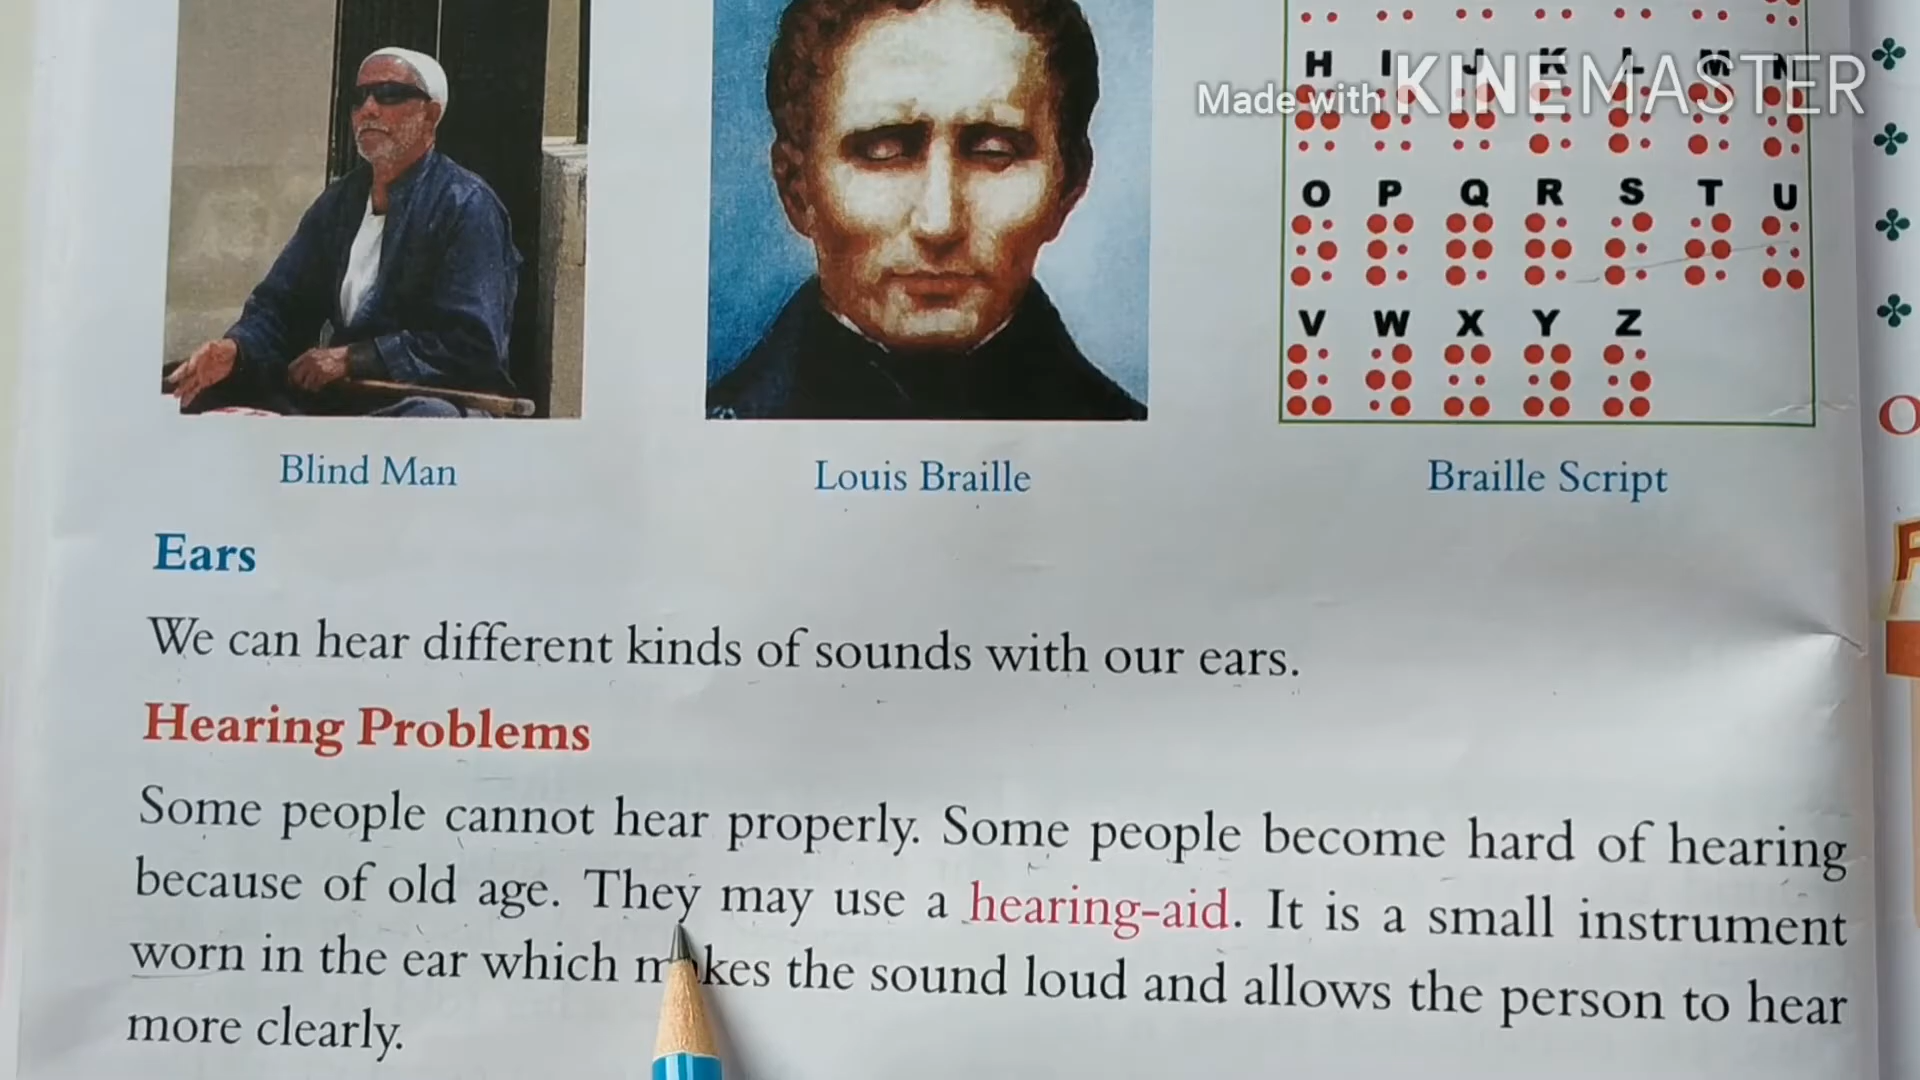 H I J K L M N
Made with KINEMASTER
O P Q R S T U
V W X Y Z
Blind Man
Louis Braille
Braille Script
Ears
We can hear different kinds of sounds with our ears.
Hearing Problems
Some people cannot hear properly. Some people become hard of hearing
because of old age. They may use a hearing-aid. It is a small instrument
worn in the ear which makes the sound loud and allows the person to hear
more clearly.